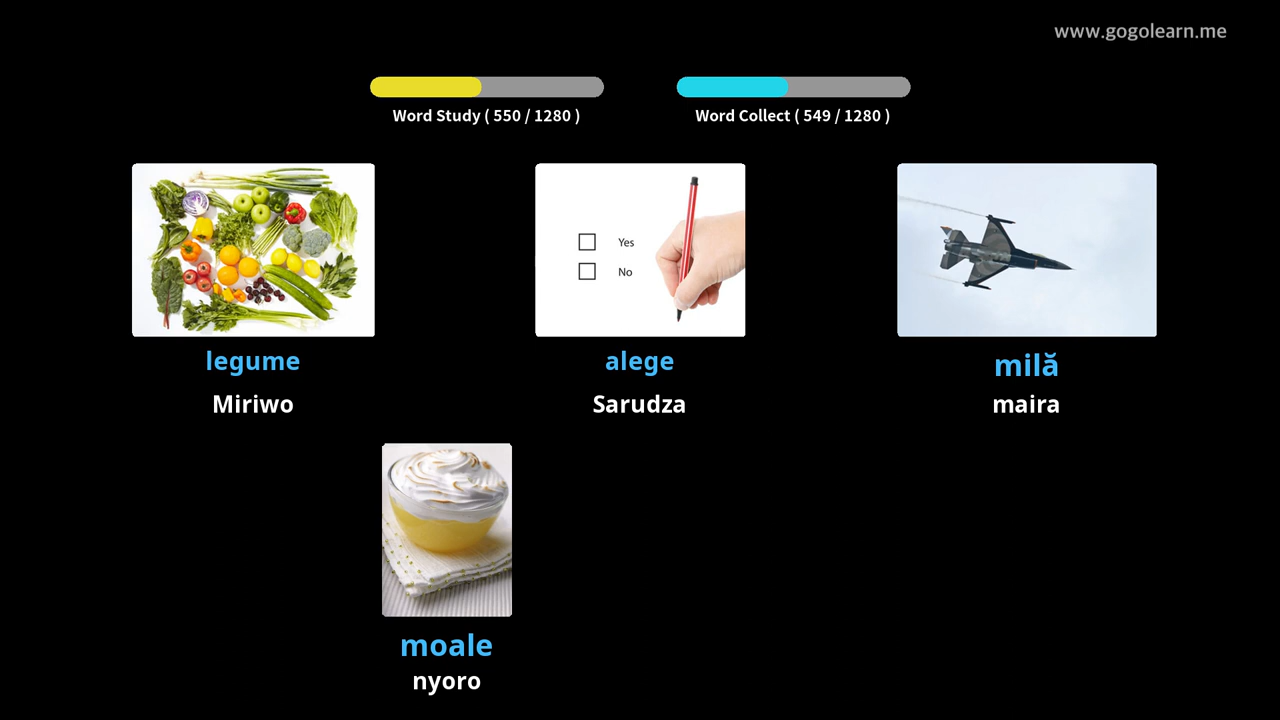 www.gogolearn.me
Word Study ( 550 / 1280 )
Word Collect ( 549 / 1280 )
Yes
No
legume
alege
milă
Miriwo
Sarudza
maira
moale
nyoro